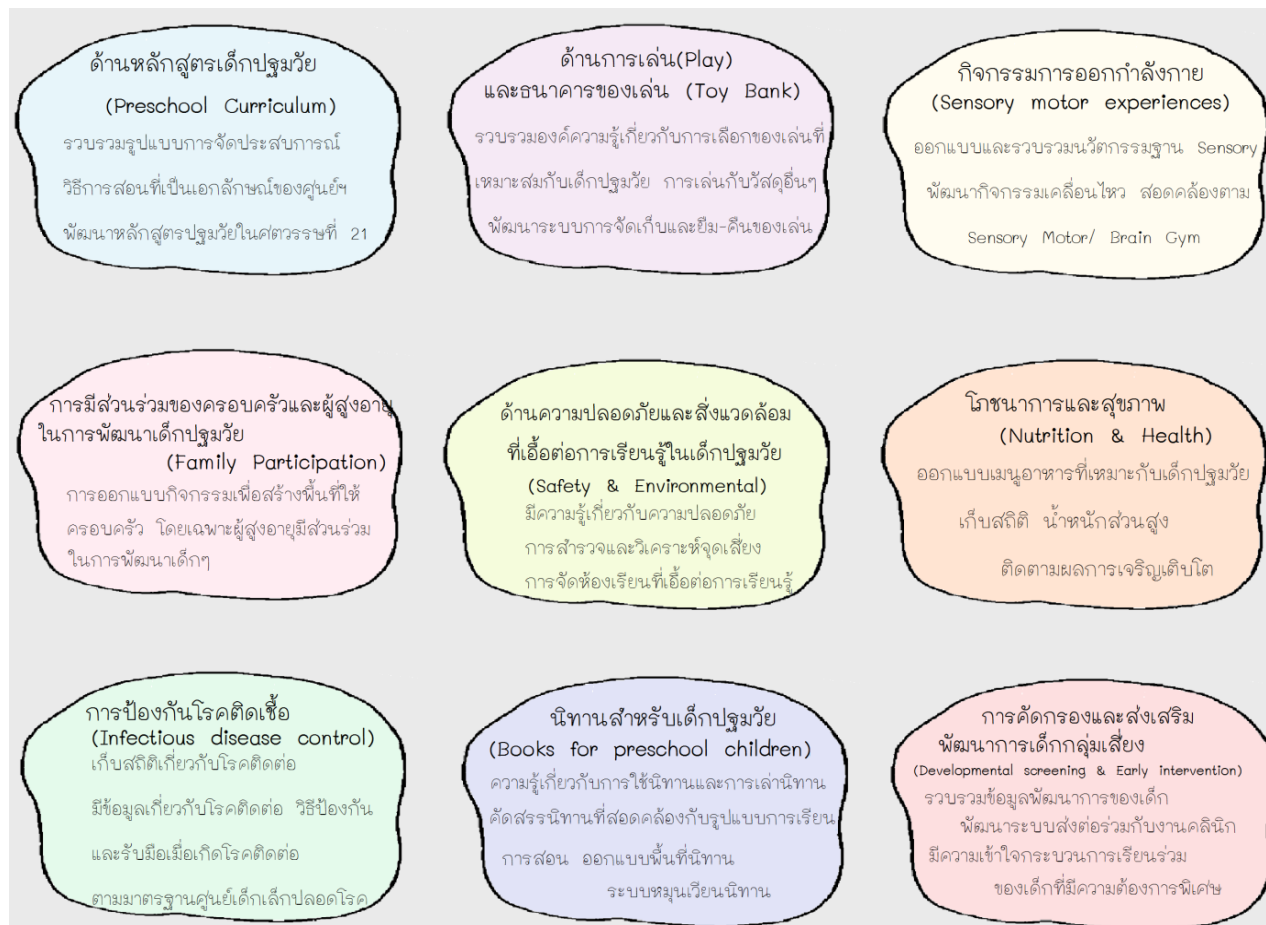 ด้านหลักสูตรเด็กปฐมวัย
(Preschool Curriculum)
รวบรวมรูปแบบการจัดประสบการณ์
วิธีการสอนที่เป็นเอกลักษณ์ของศูนย์ฯ
พัฒนาหลักสูตรปฐมวัยในศตวรรษที่ 21
ด้านการเล่น(Play)
และธนาคารของเล่น (Toy Bank)
รวบรวมองค์ความรู้เกี่ยวกับการเลือกของเล่นที่
เหมาะสมกับเด็กปฐมวัย การเล่นกับวัสดุอื่นๆ
พัฒนาระบบการจัดเก็บและยืม-คืนของเล่น
กิจกรรมการออกกำลังกาย
(Sensory motor experiences)
ออกแบบและรวบรวมนวัตกรรมฐาน Sensory
พัฒนากิจกรรมเคลื่อนไหว สอดคล้องตาม
Sensory Motor/ Brain Gym
การมีส่วนร่วมของครอบครัวและผู้สูงอายุ
ในการพัฒนาเด็กปฐมวัย
(Family Participation)
การออกแบบกิจกรรมเพื่อสร้างพื้นที่ให้
ครอบครัว โดยเฉพาะผู้สูงอายุมีส่วนร่วม
ในการพัฒนาเด็กๆ
ด้านความปลอดภัยและสิ่งแวดล้อม
ที่เอื้อต่อการเรียนรู้ในเด็กปฐมวัย
(Safety & Environmental)
มีความรู้เกี่ยวกับความปลอดภัย
การสำรวจและวิเคราะห์จุดเสี่ยง
การจัดห้องเรียนที่เอื้อต่อการเรียนรู้
โภชนาการและสุขภาพ
(Nutrition & Health)
ออกแบบเมนูอาหารที่เหมาะกับเด็กปฐมวัย
เก็บสถิติ น้ำหนักส่วนสูง
ติดตามผลการเจริญเติบโต
การป้องกันโรคติดเชื้อ
(Infectious disease control)
เก็บสถิติเกี่ยวกับโรคติดต่อ
มีข้อมูลเกี่ยวกับโรคติดต่อ วิธีป้องกัน
และรับมือเมื่อเกิดโรคติดต่อ
ตามมาตรฐานศูนย์เด็กเล็กปลอดโรค
นิทานสำหรับเด็กปฐมวัย
(Books for preschool children)
ความรู้เกี่ยวกับการใช้นิทานและการเล่านิทาน
คัดสรรนิทานที่สอดคล้องกับรูปแบบการเรียน
การสอน ออกแบบพื้นที่นิทาน
ระบบหมุนเวียนนิทาน
การคัดกรองและส่งเสริม
พัฒนาการเด็กกลุ่มเสี่ยง
(Developmental screening & Early intervention)
รวบรวมข้อมูลพัฒนาการของเด็ก
พัฒนาระบบส่งต่อร่วมกับงานคลินิก
มีความเข้าใจกระบวนการเรียนร่วม
ของเด็กที่มีความต้องการพิเศษ